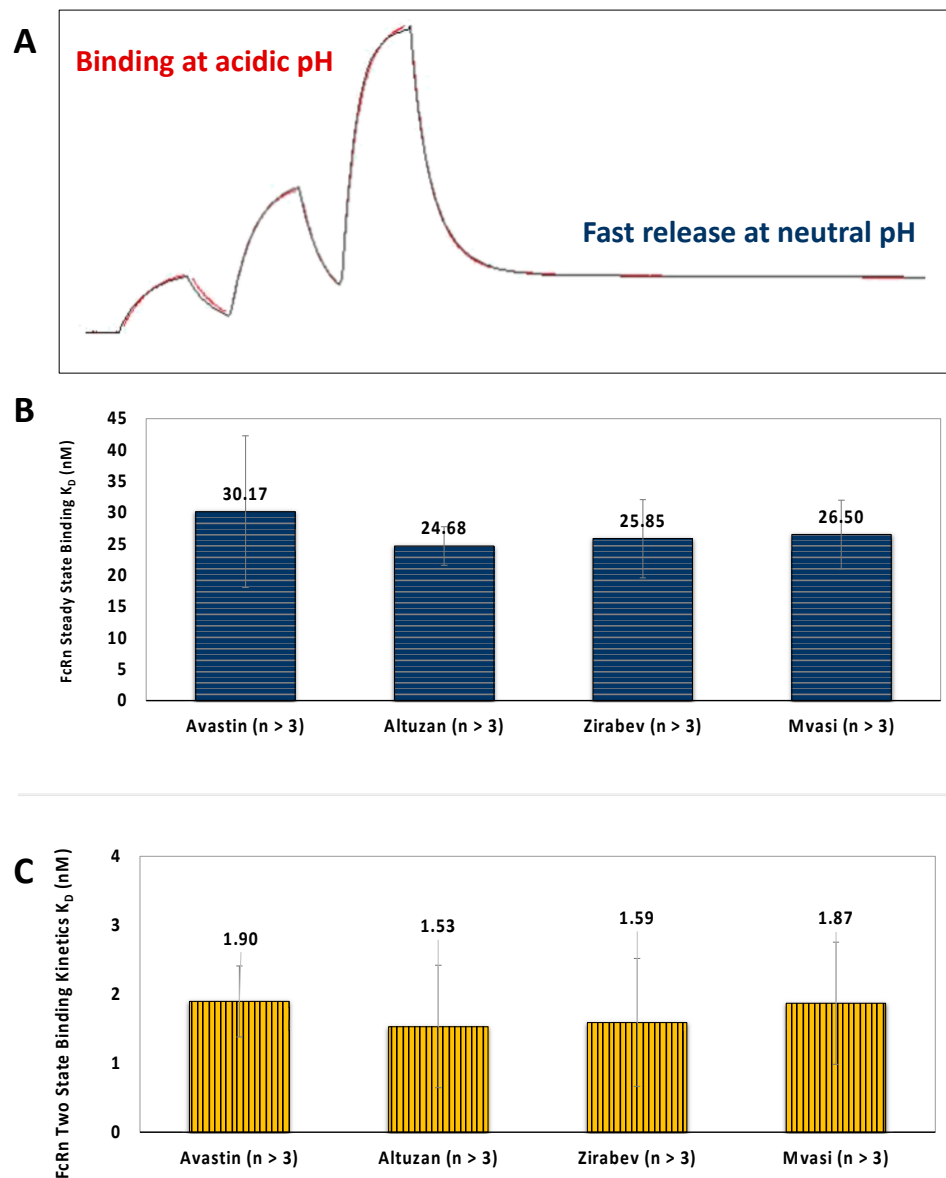 A
Binding at acidic pH
Fast release at neutral pH
B
FcRn Steady State Binding K_D (nM)
45
40
35
30
25
20
15
10
5
0
30.17
24.68
25.85
26.50
Avastin (n > 3)
Altuzan (n > 3)
Zirabev (n > 3)
Mvasi (n > 3)
C
FcRn Two State Binding Kinetics K_D (nM)
4
3
2
1
0
1.90
1.53
1.59
1.87
Avastin (n > 3)
Altuzan (n > 3)
Zirabev (n > 3)
Mvasi (n > 3)